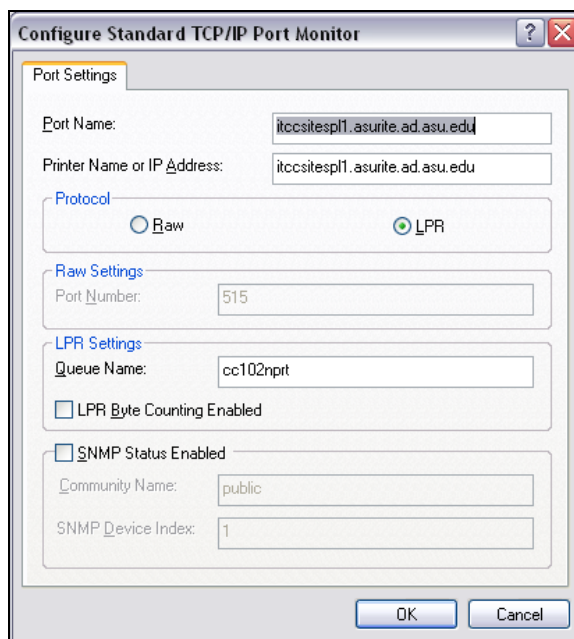 Configure Standard TCP/IP Port Monitor
Port Settings
Port Name: itccsitespl1.asurite.ad.asu.edu
Printer Name or IP Address: itccsitespl1.asurite.ad.asu.edu
Protocol
Raw LPR
Raw Settings
Port Number: 515
LPR Settings
Queue Name: cc102nprt
LPR Byte Counting Enabled
SNMP Status Enabled
Community Name: public
SNMP Device Index: 1
OK Cancel